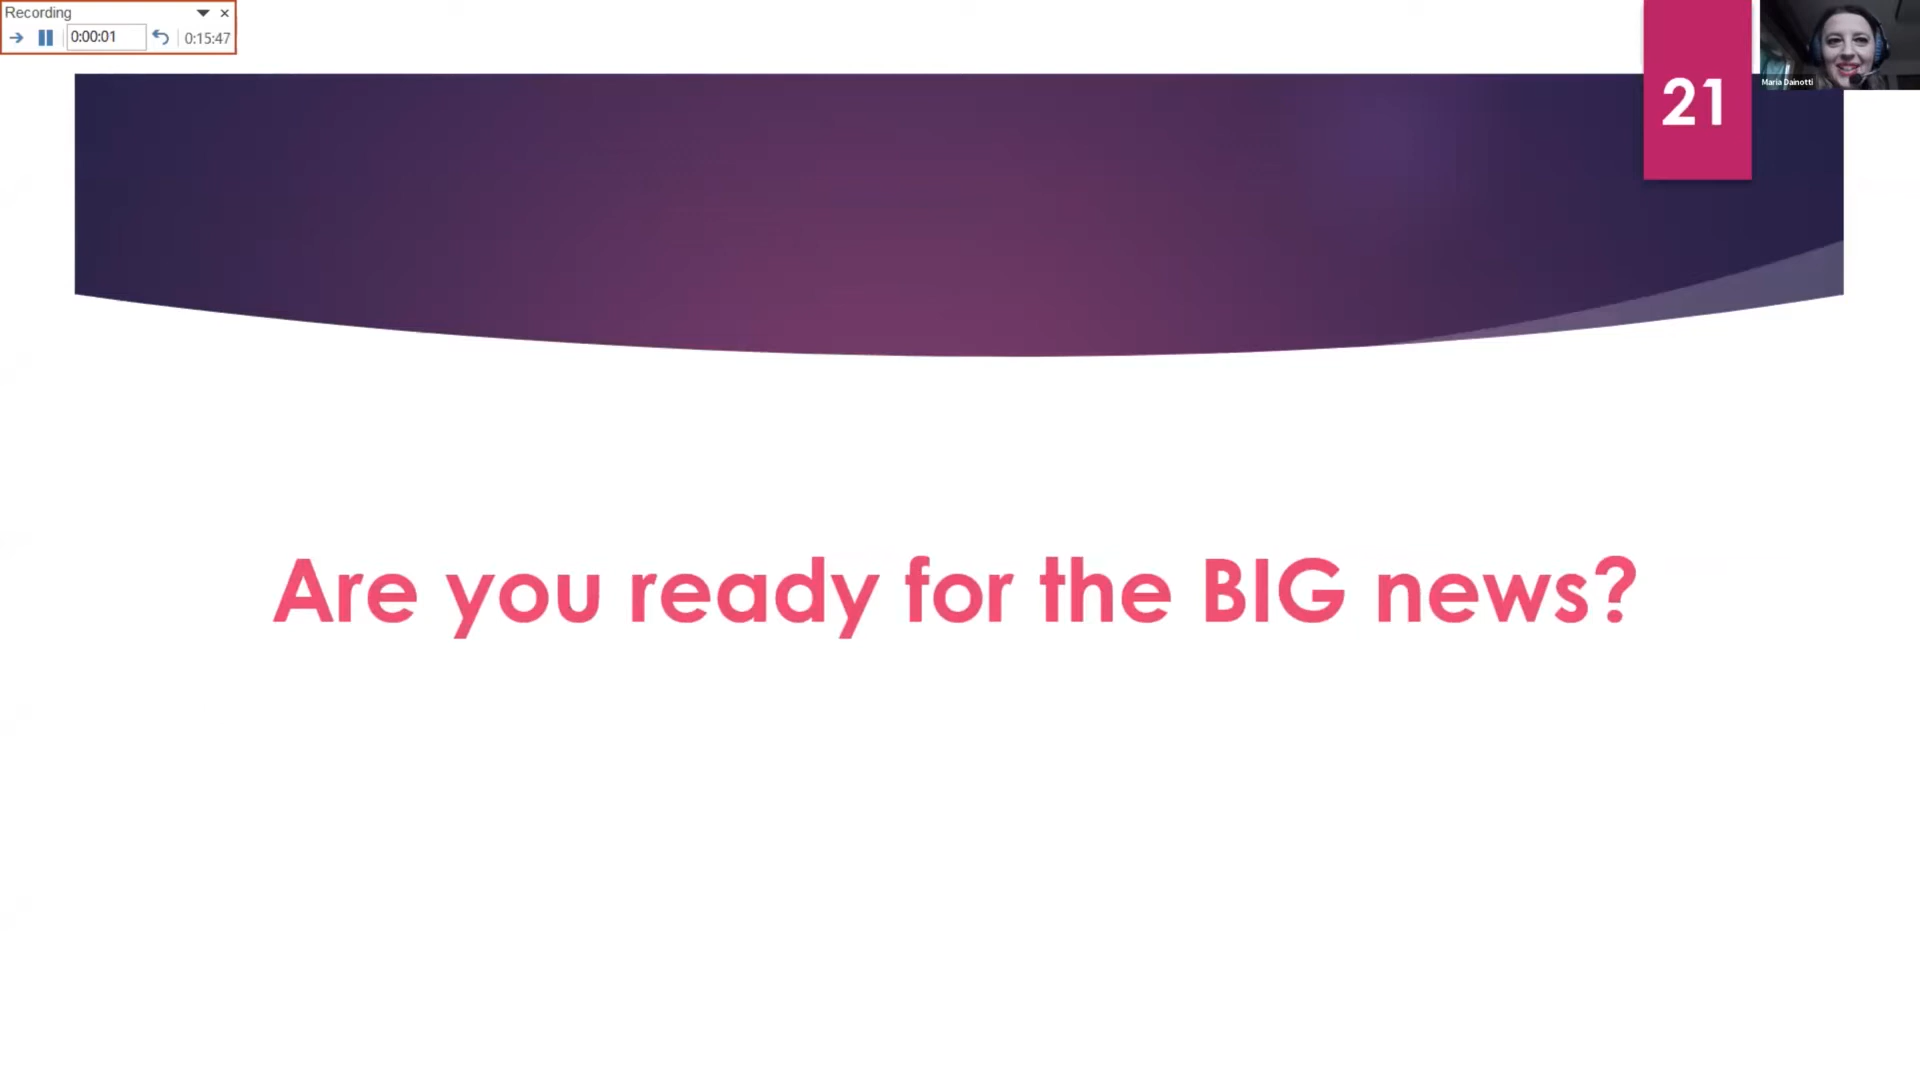 Recording
0:00:01
0:15:47
21
Maria Dainotti
Are you ready for the BIG news?